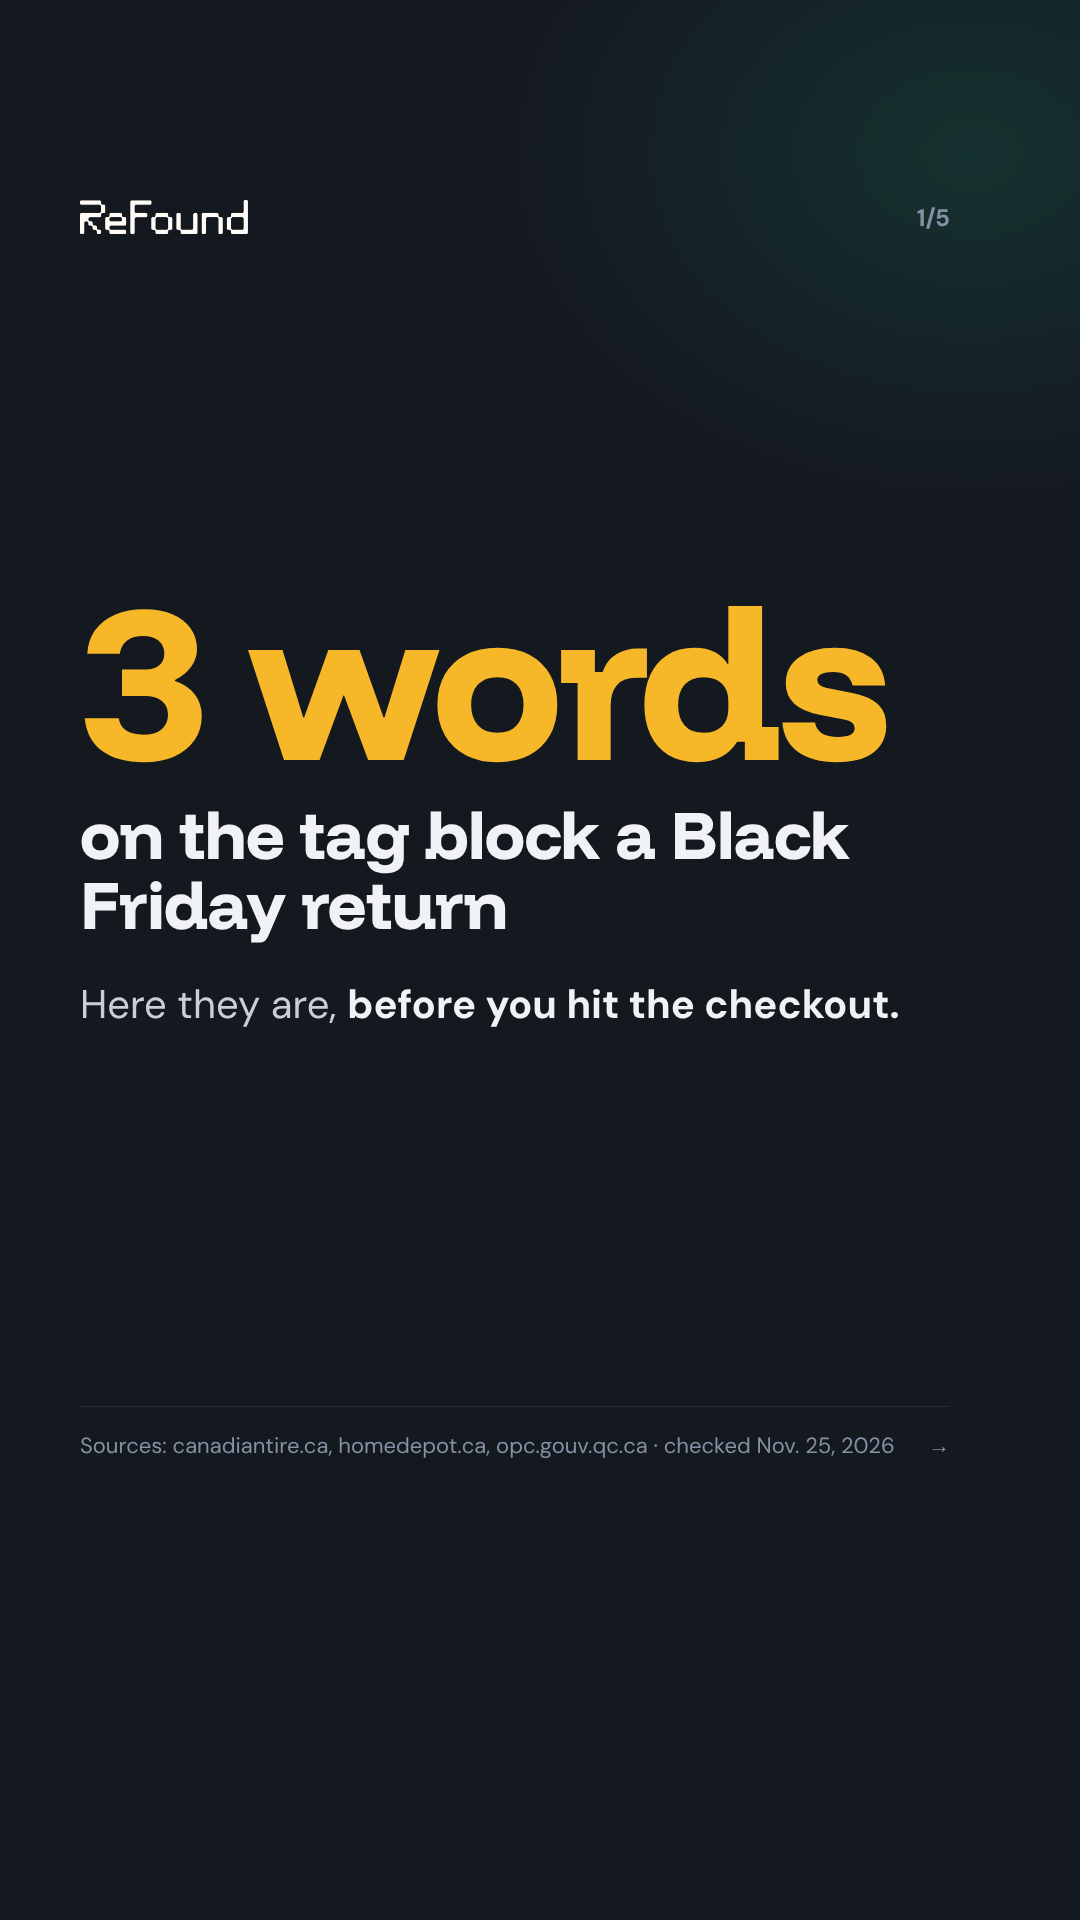 ReFound
1/5
3 words
on the tag block a Black
Friday return
Here they are, before you hit the checkout.
Sources: canadiantire.ca, homedepot.ca, opc.gouv.qc.ca · checked Nov. 25, 2026 →